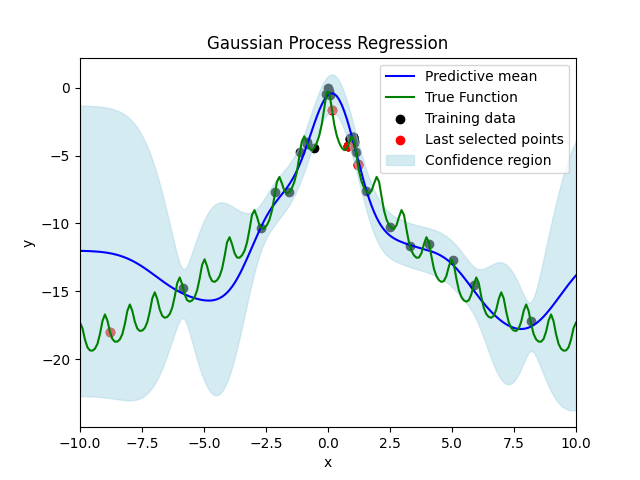 Gaussian Process Regression
Predictive mean
True Function
Training data
Last selected points
Confidence region
y
0
−5
−10
−15
−20
−10.0 −7.5 −5.0 −2.5 0.0 2.5 5.0 7.5 10.0
x